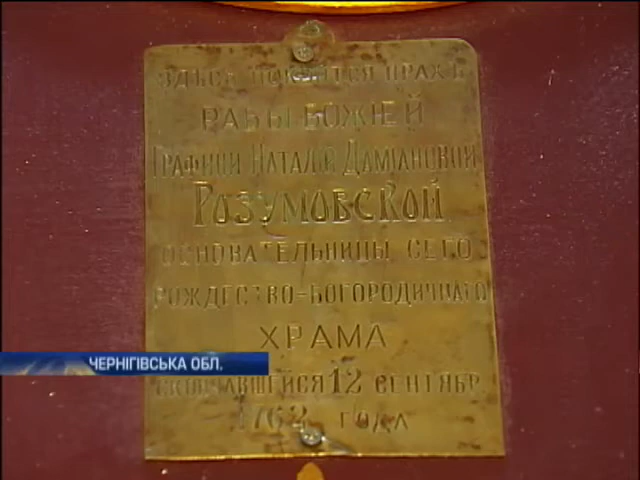 ЗДѢСЬ ПОКОИТСЯ ПРАХЪ
РАБЫ БОЖІЕЙ
ГРАФИНИ НАТАЛІИ ДАМІАНОВНЫ
РОЗУМОВСКОЙ
ОСНОВАТЕЛЬНИЦЫ СЕГО
РОЖДЕСТВО-БОГОРОДИЧНАГО
ХРАМА
ЧЕРНІГІВСЬКА ОБЛ.
СКОНЧАВШЕЙСЯ 12 СЕНТЯБР.
1762 ГОДА